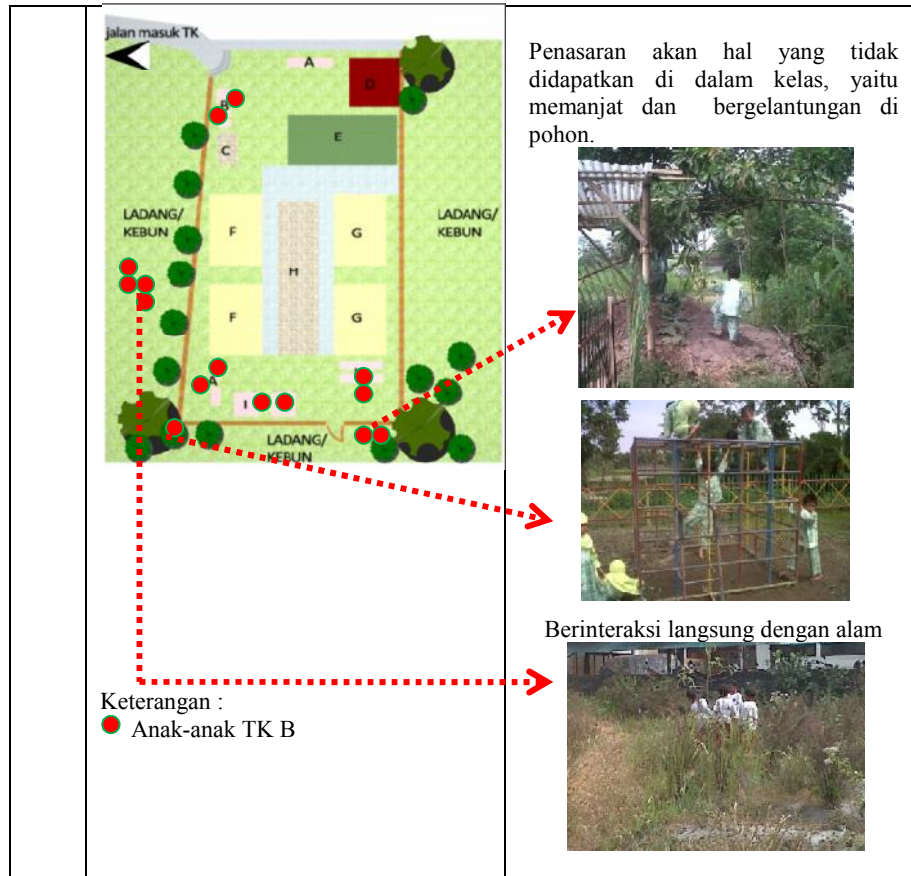 jalan masuk TK
A
D
B
E
C
LADANG/
KEBUN
F
G
LADANG/
KEBUN
H
F
G
A
I
LADANG/
KEBUN
Keterangan :
Anak-anak TK B
Penasaran akan hal yang tidak
didapatkan di dalam kelas, yaitu
memanjat dan bergelantungan di
pohon.
Berinteraksi langsung dengan alam